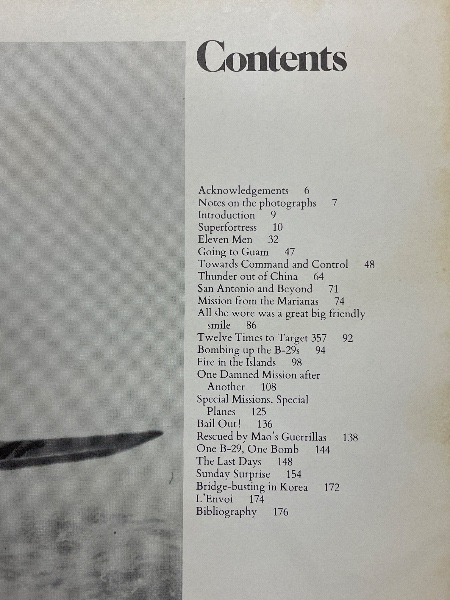 Contents
Acknowledgements 6
Notes on the photographs 7
Introduction 9
Superfortress 10
Eleven Men 32
Going to Guam 47
Towards Command and Control 48
Thunder out of China 64
San Antonio and Beyond 71
Mission from the Marianas 74
All she wore was a great big friendly
smile 86
Twelve Times to Target 357 92
Bombing up the B-29s 94
Fire in the Islands 98
One Damned Mission after
Another 108
Special Missions, Special
Planes 125
Bail Out! 136
Rescued by Mao's Guerrillas 138
One B-29, One Bomb 144
The Last Days 148
Sunday Surprise 154
Bridge-busting in Korea 172
L'Envoi 174
Bibliography 176